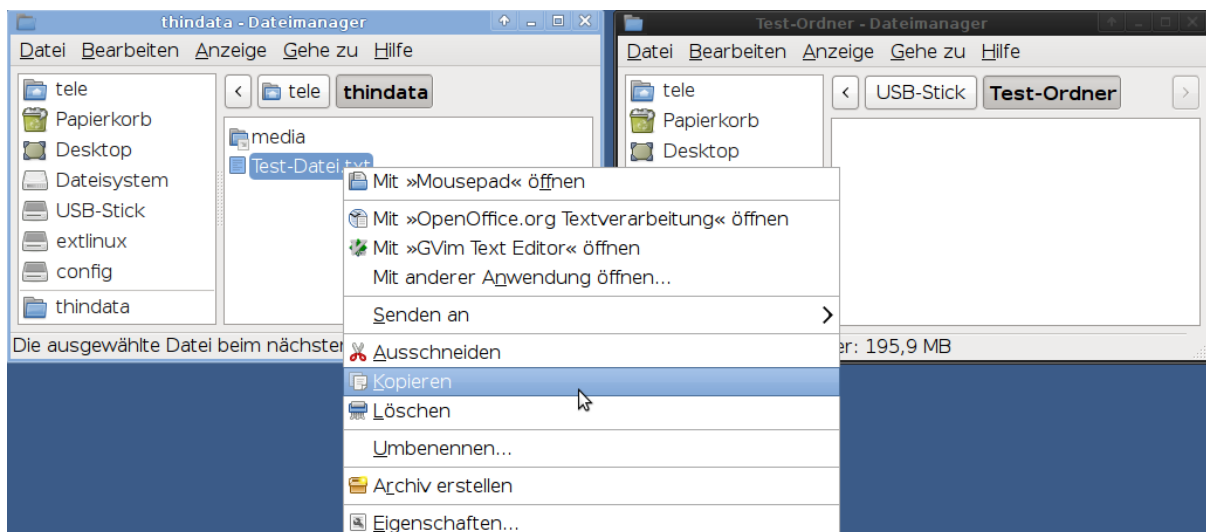 thindata - Dateimanager
Datei Bearbeiten Anzeige Gehe zu Hilfe
tele
Papierkorb
Desktop
Dateisystem
USB-Stick
extlinux
config
thindata
tele thindata
media
Test-Datei.txt
Die ausgewählte Datei beim nächsten
Test-Ordner - Dateimanager
Datei Bearbeiten Anzeige Gehe zu Hilfe
tele
Papierkorb
Desktop
USB-Stick Test-Ordner
er: 195,9 MB
Mit »Mousepad« öffnen
Mit »OpenOffice.org Textverarbeitung« öffnen
Mit »GVim Text Editor« öffnen
Mit anderer Anwendung öffnen...
Senden an
Ausschneiden
Kopieren
Löschen
Umbenennen...
Archiv erstellen
Eigenschaften...